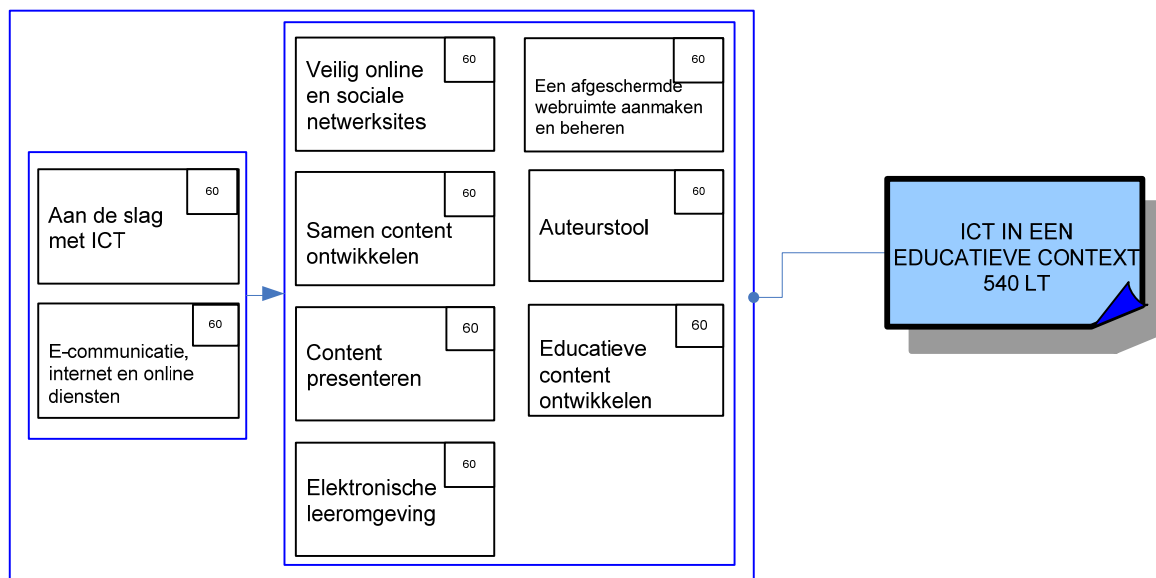 60
Aan de slag
met ICT
60
E-communicatie,
internet en online
diensten
60
Veilig online
en sociale
netwerksites
60
Samen content
ontwikkelen
60
Content
presenteren
60
Elektronische
leeromgeving
60
Een afgeschermde
webruimte aanmaken
en beheren
60
Auteurstool
60
Educatieve
content
ontwikkelen
ICT IN EEN
EDUCATIEVE CONTEXT
540 LT